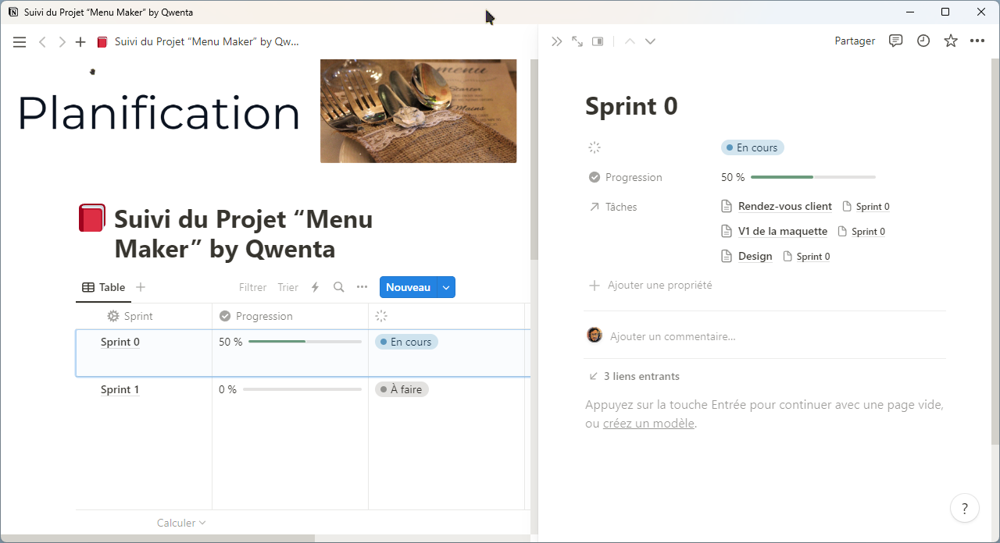 Suivi du Projet “Menu Maker” by Qwenta
Suivi du Projet “Menu Maker” by Qw...
Partager
Planification
menu
Starter
Mains
Suivi du Projet “Menu
Maker” by Qwenta
Table
Filtrer
Trier
Nouveau
Sprint
Progression
Sprint 0
50 %
En cours
Sprint 1
0 %
À faire
Calculer
Sprint 0
En cours
Progression
50 %
Tâches
Rendez-vous client
Sprint 0
V1 de la maquette
Sprint 0
Design
Sprint 0
Ajouter une propriété
Ajouter un commentaire...
3 liens entrants
Appuyez sur la touche Entrée pour continuer avec une page vide,
ou créez un modèle.
?